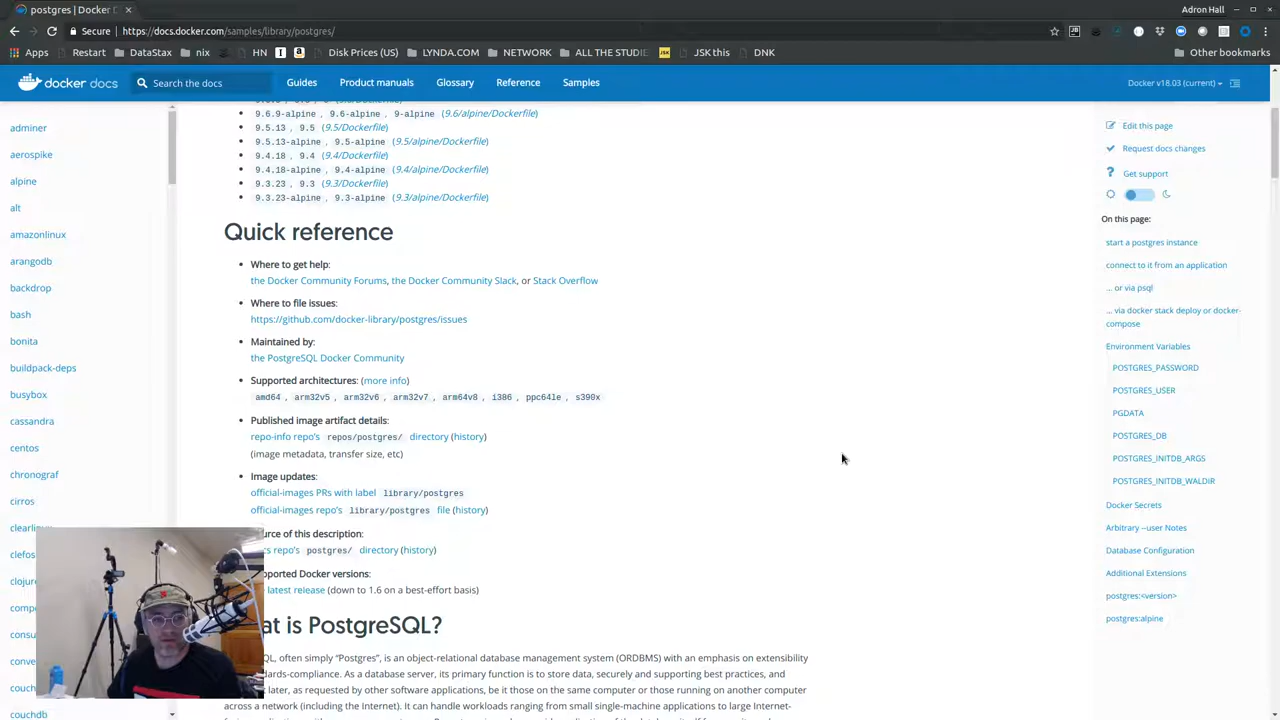 postgres | Docker D
Adron Hall
Secure | https://docs.docker.com/samples/library/postgres/
Apps Restart DataStax nix HN Amazon Disk Prices (US) LYNDA.COM NETWORK ALL THE STUDIE JSK this DNK Other bookmarks
docker docs Search the docs Guides Product manuals Glossary Reference Samples Docker v18.03 (current)
adminer
aerospike
alpine
alt
amazonlinux
arangodb
backdrop
bash
bonita
buildpack-deps
busybox
cassandra
centos
chronograf
cirros
clearlinux
clefos
clojure
comp
consu
conve
couch
couchdb
9.6.9-alpine , 9.6-alpine , 9-alpine (9.6/alpine/Dockerfile)
9.5.13 , 9.5 (9.5/Dockerfile)
9.5.13-alpine , 9.5-alpine (9.5/alpine/Dockerfile)
9.4.18 , 9.4 (9.4/Dockerfile)
9.4.18-alpine , 9.4-alpine (9.4/alpine/Dockerfile)
9.3.23 , 9.3 (9.3/Dockerfile)
9.3.23-alpine , 9.3-alpine (9.3/alpine/Dockerfile)
Quick reference
Where to get help:
the Docker Community Forums, the Docker Community Slack, or Stack Overflow
Where to file issues:
https://github.com/docker-library/postgres/issues
Maintained by:
the PostgreSQL Docker Community
Supported architectures: (more info)
amd64 , arm32v5 , arm32v6 , arm32v7 , arm64v8 , i386 , ppc64le , s390x
Published image artifact details:
repo-info repo's repos/postgres/ directory (history)
(image metadata, transfer size, etc)
Image updates:
official-images PRs with label library/postgres
official-images repo's library/postgres file (history)
urce of this description:
cs repo's postgres/ directory (history)
pported Docker versions:
latest release (down to 1.6 on a best-effort basis)
at is PostgreSQL?
QL, often simply "Postgres", is an object-relational database management system (ORDBMS) with an emphasis on extensibility
ndards-compliance. As a database server, its primary function is to store data, securely and supporting best practices, and
later, as requested by other software applications, be it those on the same computer or those running on another computer
across a network (including the Internet). It can handle workloads ranging from small single-machine applications to large Internet-
Edit this page
Request docs changes
Get support
On this page:
start a postgres instance
connect to it from an application
... or via psql
... via docker stack deploy or docker-
compose
Environment Variables
POSTGRES_PASSWORD
POSTGRES_USER
PGDATA
POSTGRES_DB
POSTGRES_INITDB_ARGS
POSTGRES_INITDB_WALDIR
Docker Secrets
Arbitrary --user Notes
Database Configuration
Additional Extensions
postgres:<version>
postgres:alpine